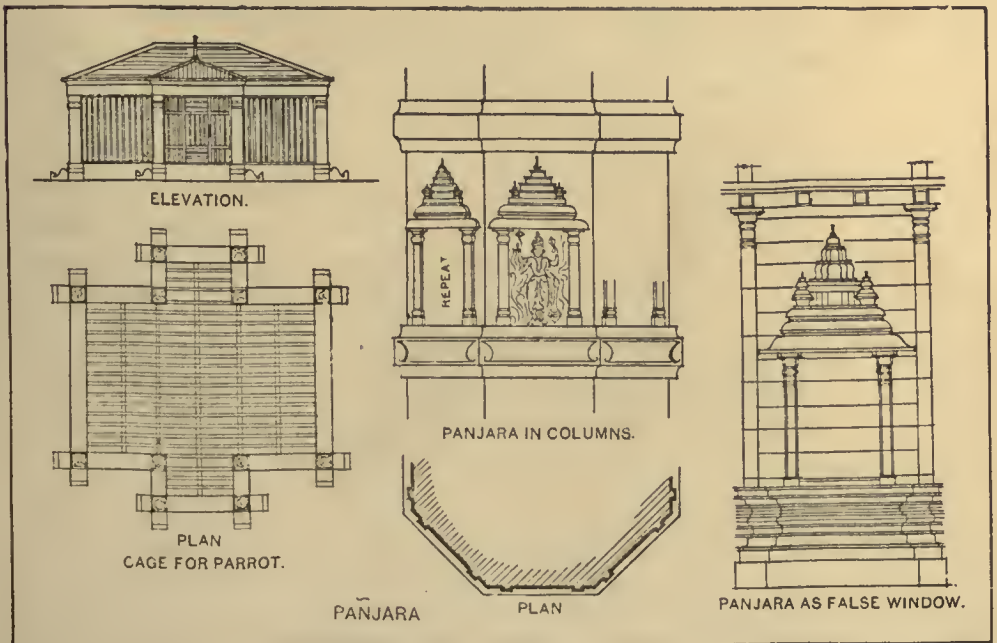 ELEVATION.
PLAN
CAGE FOR PARROT.
REPEAT
PANJARA IN COLUMNS.
PLAN
PAÑJARA
PANJARA AS FALSE WINDOW.